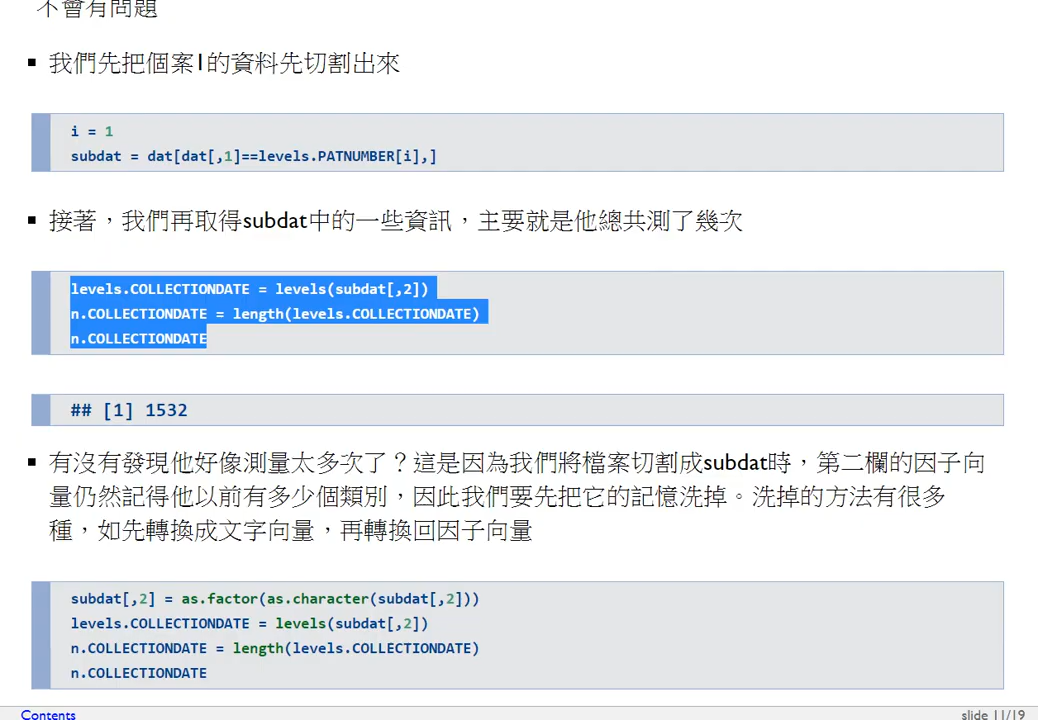 不會有問題
▪ 我們先把個案1的資料先切割出來
i = 1
subdat = dat[dat[,1]==levels.PATNUMBER[i],]
▪ 接著，我們再取得subdat中的一些資訊，主要就是他總共測了幾次
levels.COLLECTIONDATE = levels(subdat[,2])
n.COLLECTIONDATE = length(levels.COLLECTIONDATE)
n.COLLECTIONDATE
## [1] 1532
▪ 有沒有發現他好像測量太多次了？這是因為我們將檔案切割成subdat時，第二欄的因子向
量仍然記得他以前有多少個類別，因此我們要先把它的記憶洗掉。洗掉的方法有很多
種，如先轉換成文字向量，再轉換回因子向量
subdat[,2] = as.factor(as.character(subdat[,2]))
levels.COLLECTIONDATE = levels(subdat[,2])
n.COLLECTIONDATE = length(levels.COLLECTIONDATE)
n.COLLECTIONDATE
Contents
slide 11/19